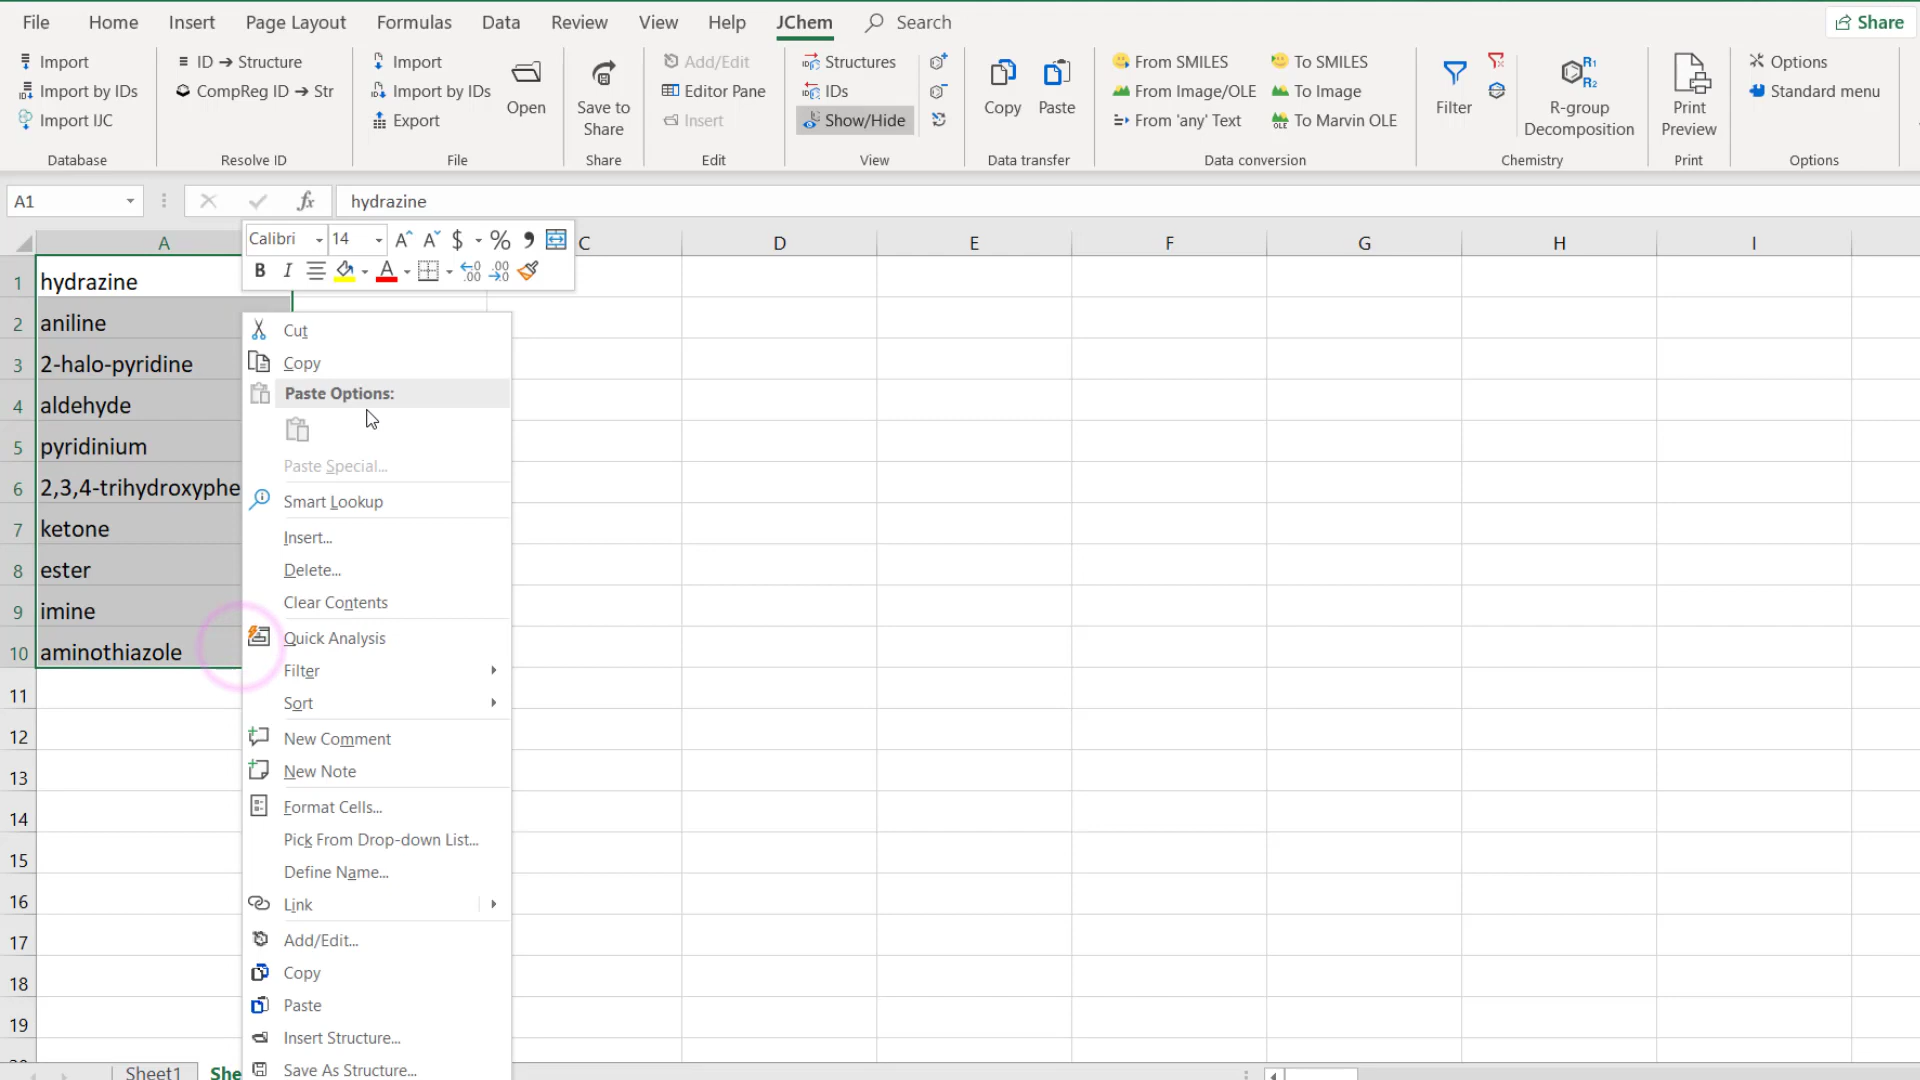 File Home Insert Page Layout Formulas Data Review View Help JChem Search Share
Import ID → Structure Import Add/Edit Structures From SMILES To SMILES Options
Import by IDs CompReg ID → Str Import by IDs Editor Pane IDs From Image/OLE To Image Standard menu
Import IJC Export Insert Show/Hide From 'any' Text To Marvin OLE
Open Save to Share Copy Paste Filter R-group Decomposition Print Preview
Database Resolve ID File Share Edit View Data transfer Data conversion Chemistry Print Options
A1 fx hydrazine
Calibri 14 $ %
B I A
A C D E F G H I
1 hydrazine
2 aniline
3 2-halo-pyridine
4 aldehyde
5 pyridinium
6 2,3,4-trihydroxyphe
7 ketone
8 ester
9 imine
10 aminothiazole
11
12
13
14
15
16
17
18
19
Cut
Copy
Paste Options:
Paste Special...
Smart Lookup
Insert...
Delete...
Clear Contents
Quick Analysis
Filter
Sort
New Comment
New Note
Format Cells...
Pick From Drop-down List...
Define Name...
Link
Add/Edit...
Copy
Paste
Insert Structure...
Save As Structure...
Sheet1 She